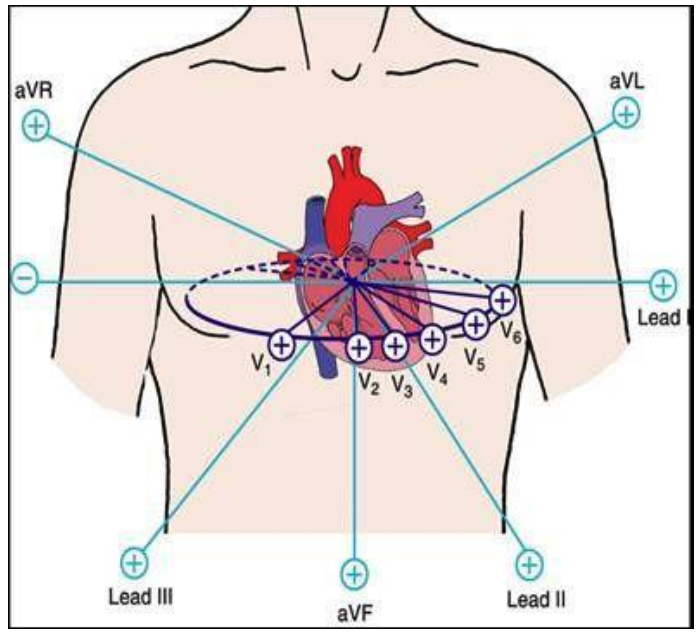 aVR
aVL
+
+
−
+
Lead I
+
+
+
+
+
+
V1
V2
V3
V4
V5
V6
+
+
+
Lead III
aVF
Lead II